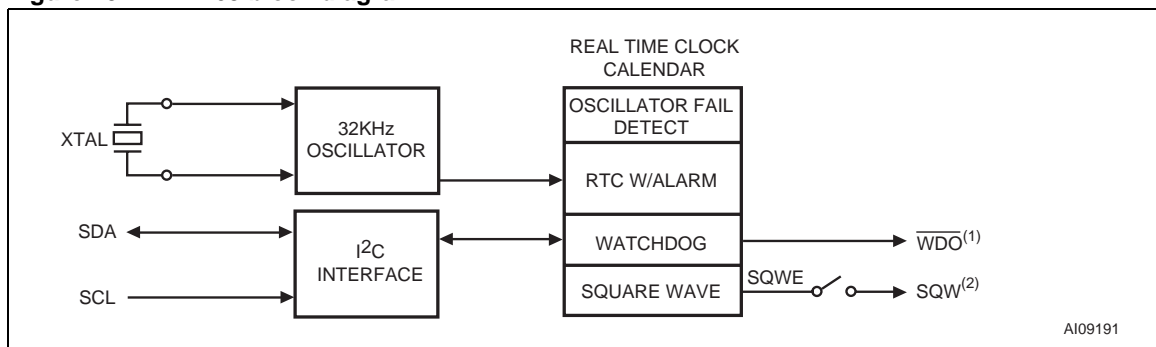 REAL TIME CLOCK
CALENDAR
OSCILLATOR FAIL
DETECT
XTAL
32KHz
OSCILLATOR
RTC W/ALARM
SDA
I²C
INTERFACE
WATCHDOG
WDO(1)
SCL
SQUARE WAVE
SQWE
SQW(2)
AI09191